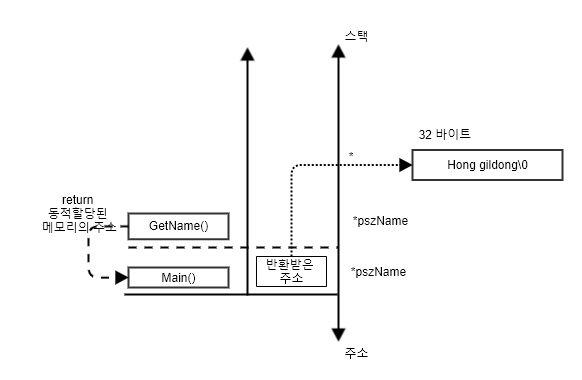 스택
32 바이트
*
Hong gildong\0
return
동적할당된
메모리의 주소
GetName()
*pszName
반환받은
주소
*pszName
Main()
주소